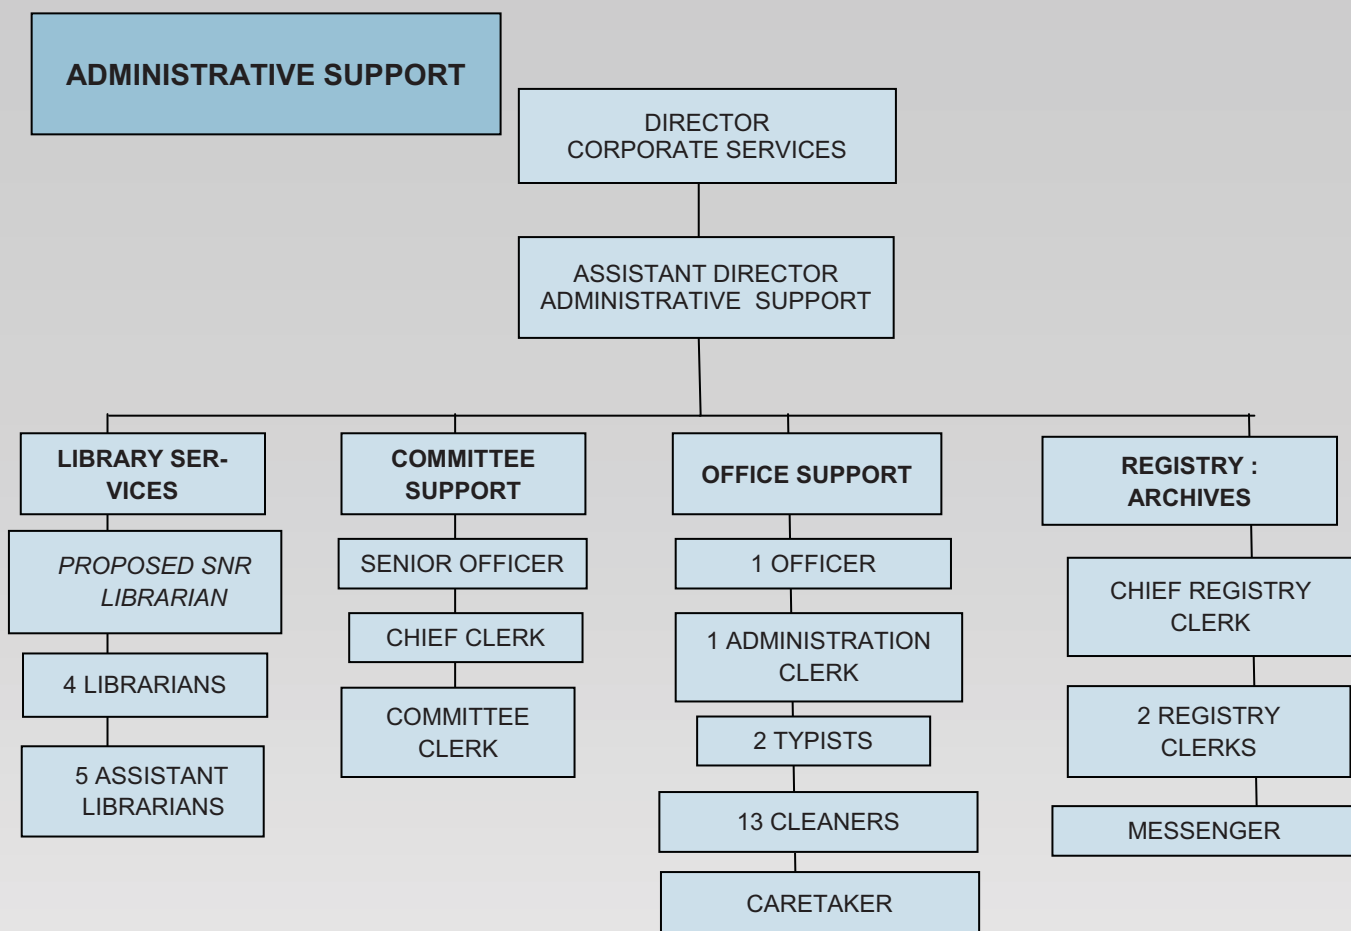 ADMINISTRATIVE SUPPORT
DIRECTOR
CORPORATE SERVICES
ASSISTANT DIRECTOR
ADMINISTRATIVE SUPPORT
LIBRARY SER-
VICES
PROPOSED SNR
LIBRARIAN
4 LIBRARIANS
5 ASSISTANT
LIBRARIANS
COMMITTEE
SUPPORT
SENIOR OFFICER
CHIEF CLERK
COMMITTEE
CLERK
OFFICE SUPPORT
1 OFFICER
1 ADMINISTRATION
CLERK
2 TYPISTS
13 CLEANERS
CARETAKER
REGISTRY :
ARCHIVES
CHIEF REGISTRY
CLERK
2 REGISTRY
CLERKS
MESSENGER